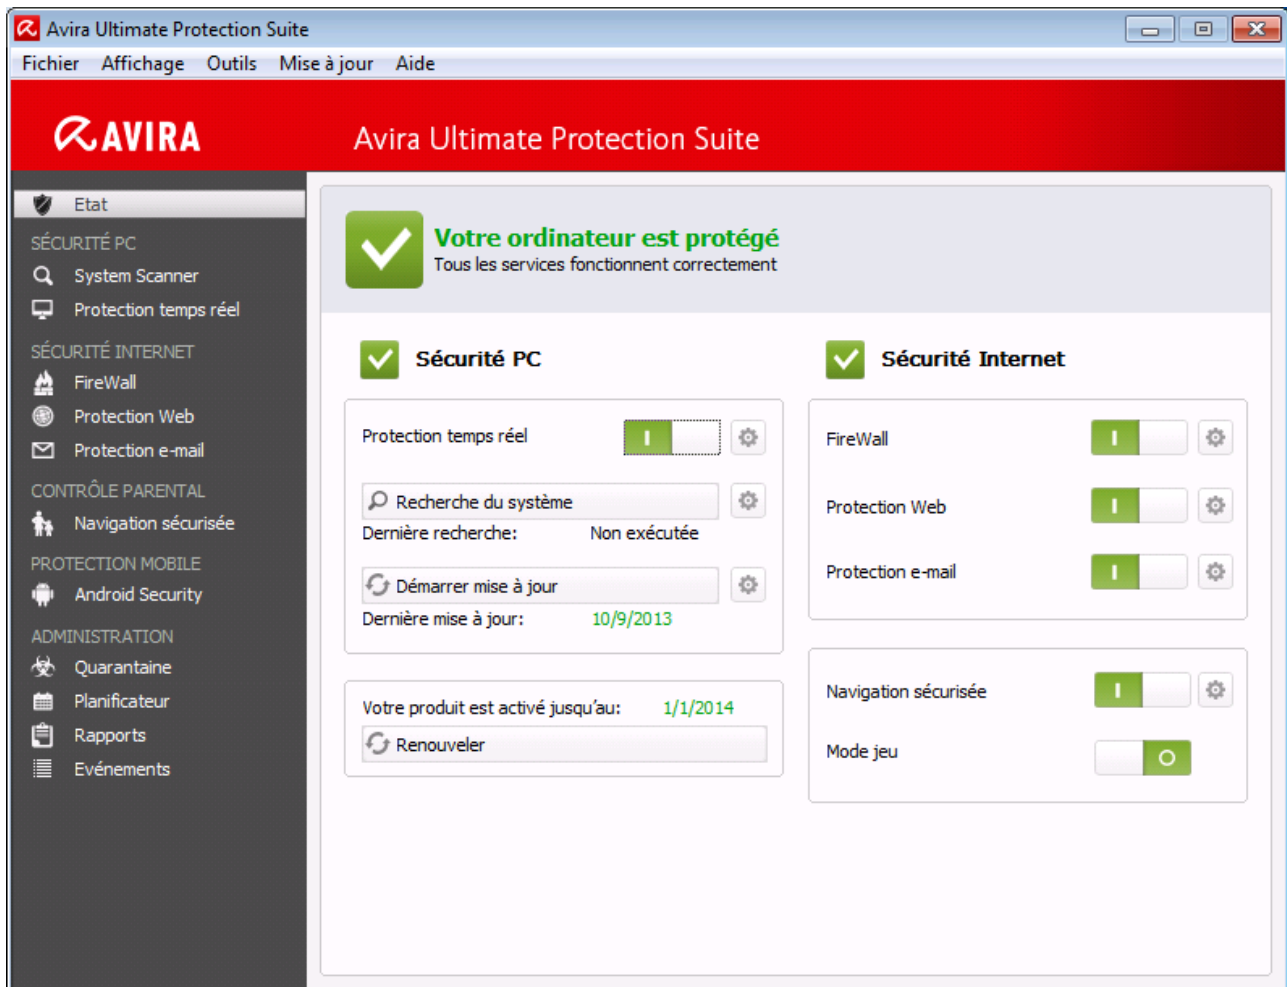 Avira Ultimate Protection Suite
Fichier Affichage Outils Mise à jour Aide
AVIRA
Avira Ultimate Protection Suite
Etat
SÉCURITÉ PC
System Scanner
Protection temps réel
SÉCURITÉ INTERNET
FireWall
Protection Web
Protection e-mail
CONTRÔLE PARENTAL
Navigation sécurisée
PROTECTION MOBILE
Android Security
ADMINISTRATION
Quarantaine
Planificateur
Rapports
Evénements
Votre ordinateur est protégé
Tous les services fonctionnent correctement
Sécurité PC
Protection temps réel
Recherche du système
Dernière recherche: Non exécutée
Démarrer mise à jour
Dernière mise à jour: 10/9/2013
Votre produit est activé jusqu'au: 1/1/2014
Renouveler
Sécurité Internet
FireWall
Protection Web
Protection e-mail
Navigation sécurisée
Mode jeu